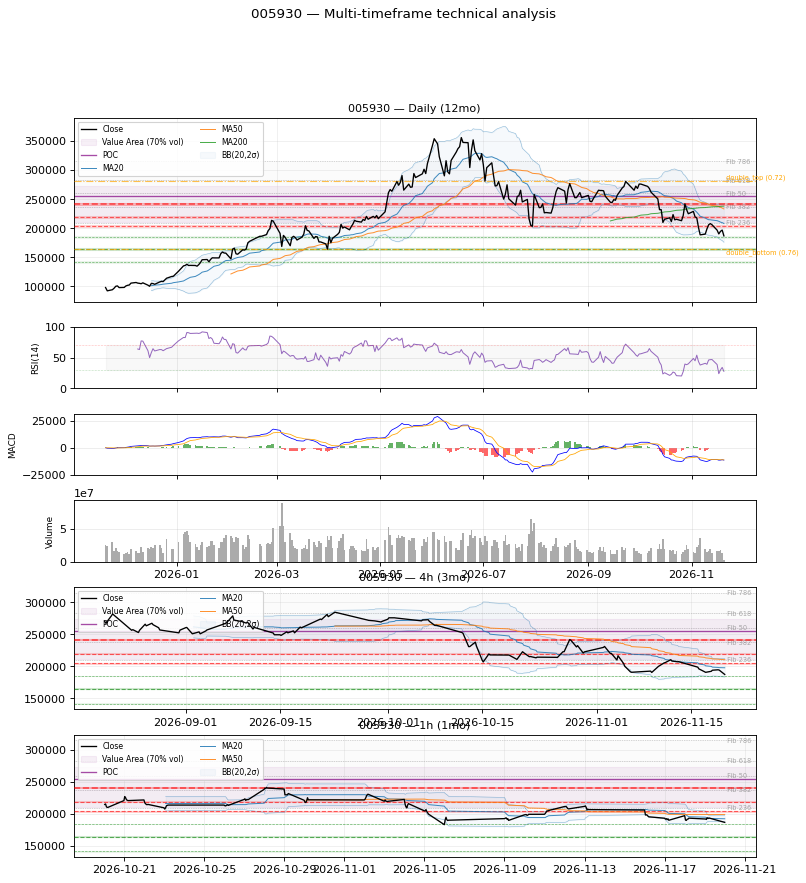 005930 — Multi-timeframe technical analysis
005930 — Daily (12mo)
Close
Value Area (70% vol)
POC
MA20
MA50
MA200
BB(20,2σ)
350000
300000
250000
200000
150000
100000
Fib 786
double_top (0.72)
Fib 618
Fib 50
Fib 382
Fib 236
double_bottom (0.76)
RSI(14)
100
50
0
MACD
25000
0
−25000
1e7
Volume
5
0
2026-01
2026-03
2026-05
2026-07
2026-09
2026-11
005930 — 4h (3mo)
Close
Value Area (70% vol)
POC
MA20
MA50
BB(20,2σ)
300000
250000
200000
150000
Fib 786
Fib 618
Fib 50
Fib 382
Fib 236
2026-09-01
2026-09-15
2026-10-01
2026-10-15
2026-11-01
2026-11-15
005930 — 1h (1mo)
Close
Value Area (70% vol)
POC
MA20
MA50
BB(20,2σ)
300000
250000
200000
150000
Fib 786
Fib 618
Fib 50
Fib 382
Fib 236
2026-10-21
2026-10-25
2026-10-29
2026-11-01
2026-11-05
2026-11-09
2026-11-13
2026-11-17
2026-11-21